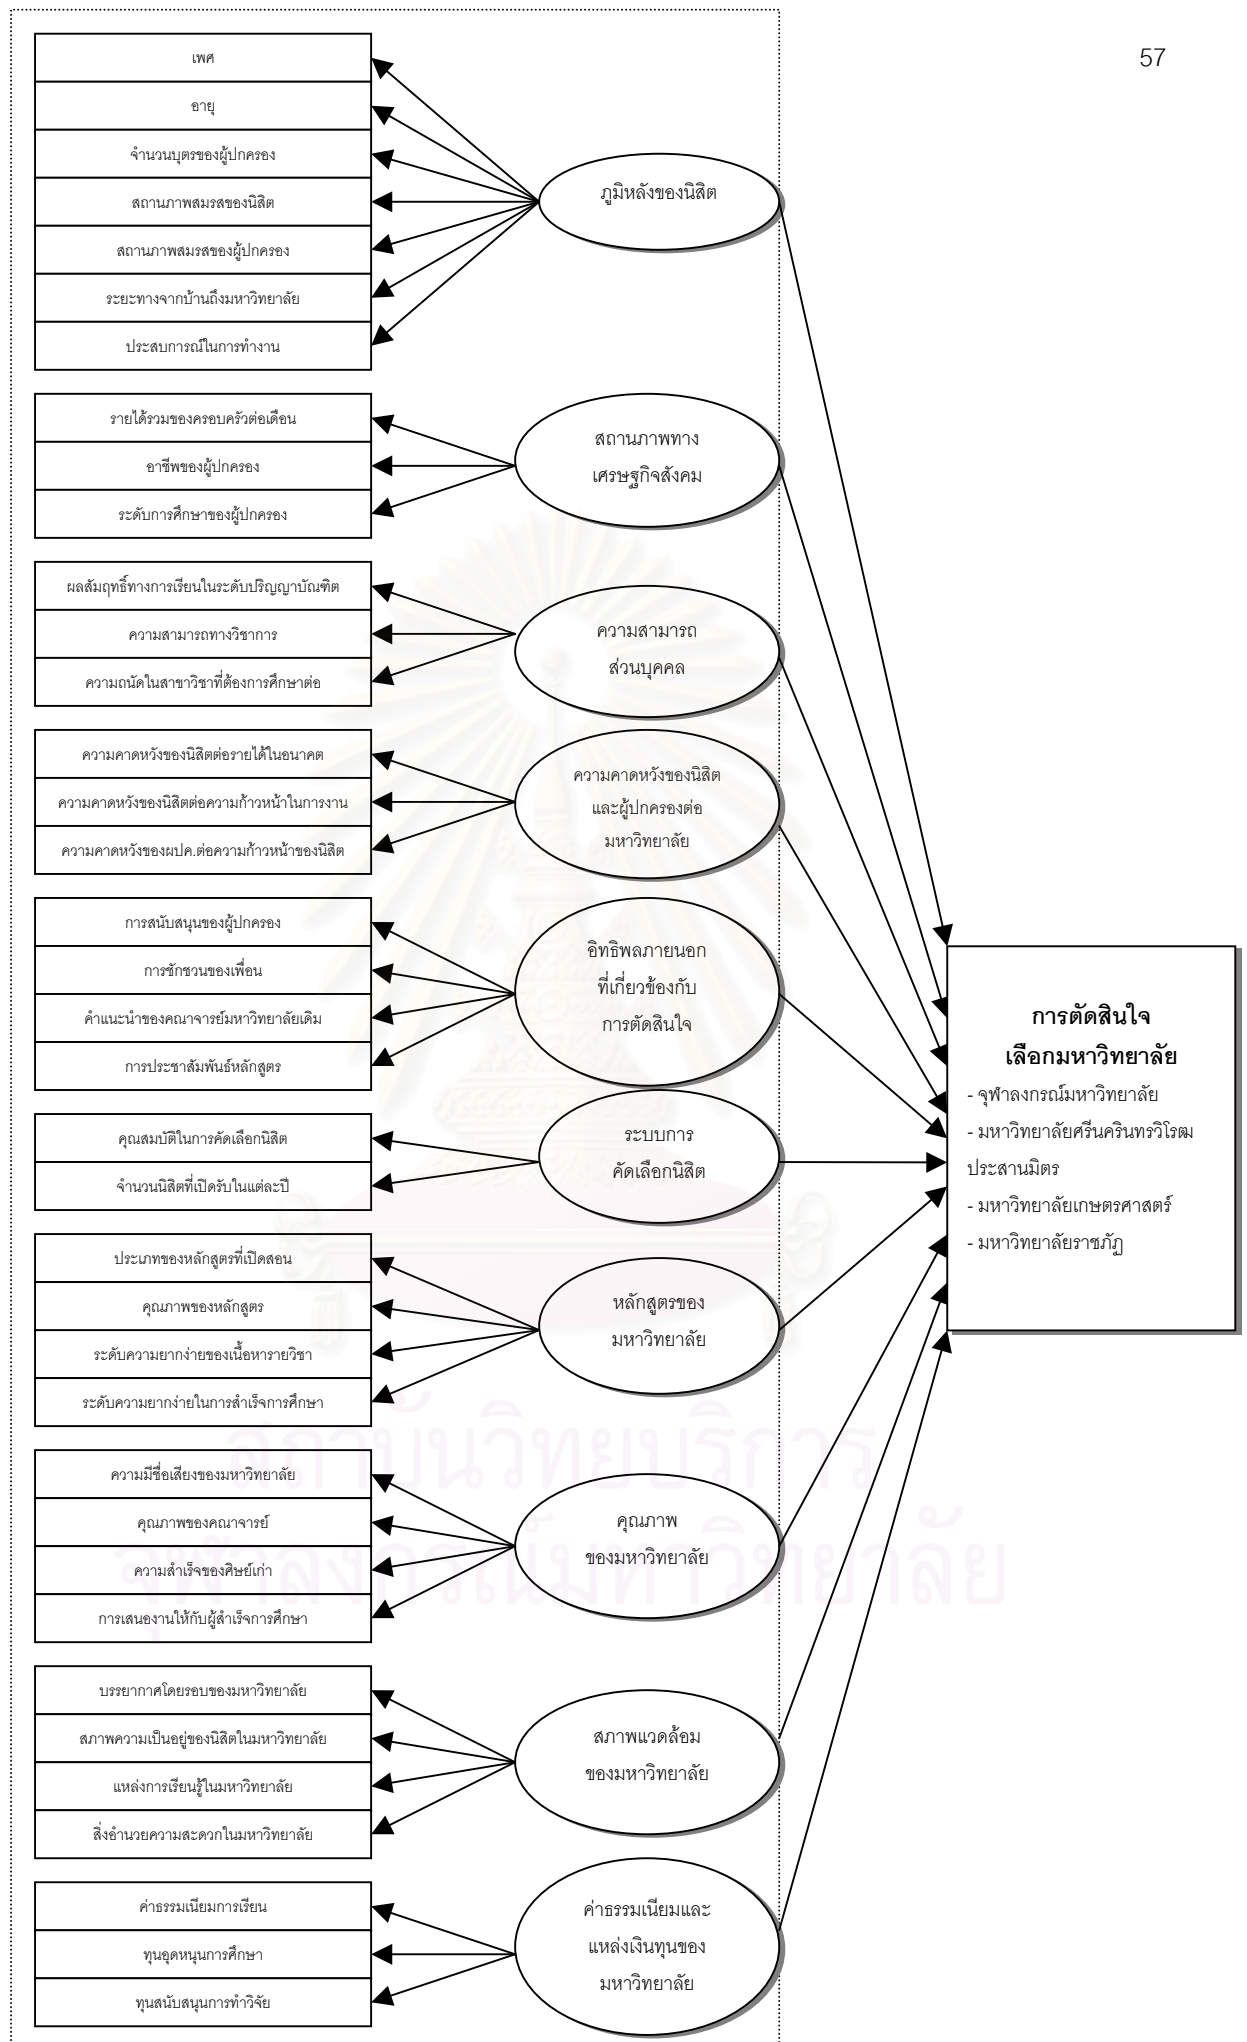 57
เพศ
อายุ
จำนวนบุตรของผู้ปกครอง
สถานภาพสมรสของนิสิต
สถานภาพสมรสของผู้ปกครอง
ระยะทางจากบ้านถึงมหาวิทยาลัย
ประสบการณ์ในการทำงาน
ภูมิหลังของนิสิต
รายได้รวมของครอบครัวต่อเดือน
อาชีพของผู้ปกครอง
ระดับการศึกษาของผู้ปกครอง
สถานภาพทาง
เศรษฐกิจสังคม
ผลสัมฤทธิ์ทางการเรียนในระดับปริญญาบัณฑิต
ความสามารถทางวิชาการ
ความถนัดในสาขาวิชาที่ต้องการศึกษาต่อ
ความสามารถ
ส่วนบุคคล
ความคาดหวังของนิสิตต่อรายได้ในอนาคต
ความคาดหวังของนิสิตต่อความก้าวหน้าในการงาน
ความคาดหวังของผปค.ต่อความก้าวหน้าของนิสิต
ความคาดหวังของนิสิต
และผู้ปกครองต่อ
มหาวิทยาลัย
การสนับสนุนของผู้ปกครอง
การชักชวนของเพื่อน
คำแนะนำของคณาจารย์มหาวิทยาลัยเดิม
การประชาสัมพันธ์หลักสูตร
อิทธิพลภายนอก
ที่เกี่ยวข้องกับ
การตัดสินใจ
คุณสมบัติในการคัดเลือกนิสิต
จำนวนนิสิตที่เปิดรับในแต่ละปี
ระบบการ
คัดเลือกนิสิต
ประเภทของหลักสูตรที่เปิดสอน
คุณภาพของหลักสูตร
ระดับความยากง่ายของเนื้อหารายวิชา
ระดับความยากง่ายในการสำเร็จการศึกษา
หลักสูตรของ
มหาวิทยาลัย
ความมีชื่อเสียงของมหาวิทยาลัย
คุณภาพของคณาจารย์
ความสำเร็จของศิษย์เก่า
การเสนองานให้กับผู้สำเร็จการศึกษา
คุณภาพ
ของมหาวิทยาลัย
บรรยากาศโดยรอบของมหาวิทยาลัย
สภาพความเป็นอยู่ของนิสิตในมหาวิทยาลัย
แหล่งการเรียนรู้ในมหาวิทยาลัย
สิ่งอำนวยความสะดวกในมหาวิทยาลัย
สภาพแวดล้อม
ของมหาวิทยาลัย
ค่าธรรมเนียมการเรียน
ทุนอุดหนุนการศึกษา
ทุนสนับสนุนการทำวิจัย
ค่าธรรมเนียมและ
แหล่งเงินทุนของ
มหาวิทยาลัย
การตัดสินใจ
เลือกมหาวิทยาลัย
- จุฬาลงกรณ์มหาวิทยาลัย
- มหาวิทยาลัยศรีนครินทรวิโรฒ
ประสานมิตร
- มหาวิทยาลัยเกษตรศาสตร์
- มหาวิทยาลัยราชภัฏ
สถาบันวิทยบริการ
จุฬาลงกรณ์มหาวิทยาลัย